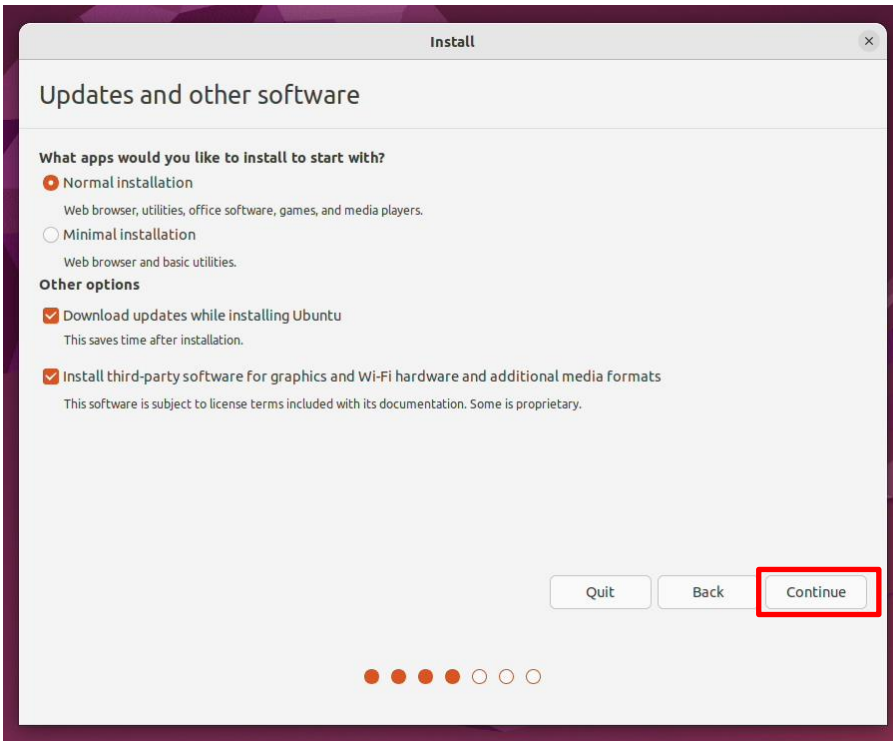 Install
Updates and other software
What apps would you like to install to start with?
Normal installation
Web browser, utilities, office software, games, and media players.
Minimal installation
Web browser and basic utilities.
Other options
Download updates while installing Ubuntu
This saves time after installation.
Install third-party software for graphics and Wi-Fi hardware and additional media formats
This software is subject to license terms included with its documentation. Some is proprietary.
Quit Back Continue